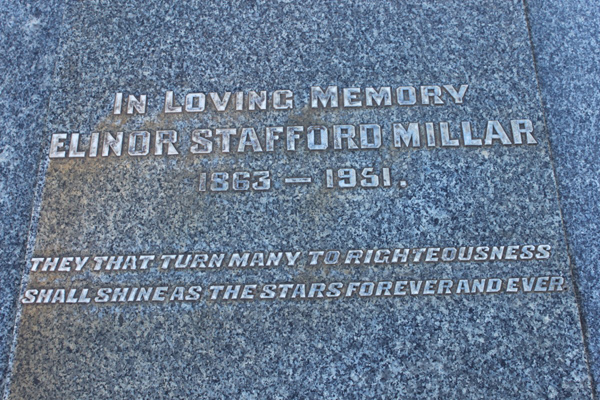 IN LOVING MEMORY
ELINOR STAFFORD MILLAR
1863 — 1951.
THEY THAT TURN MANY TO RIGHTEOUSNESS
SHALL SHINE AS THE STARS FOREVER AND EVER.